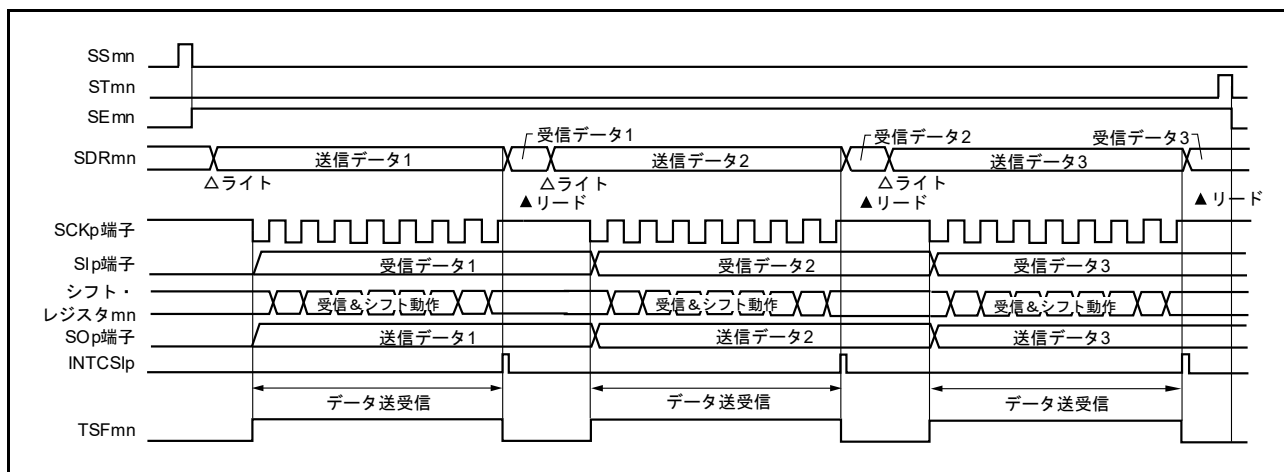 SSmn
STmn
SEmn
受信データ1 受信データ2 受信データ3
SDRmn 送信データ1 送信データ2 送信データ3
△ライト △ライト △ライト
▲リード ▲リード ▲リード
SCKp端子
SIp端子 受信データ1 受信データ2 受信データ3
シフト・
レジスタmn 受信&シフト動作 受信&シフト動作 受信&シフト動作
SOp端子 送信データ1 送信データ2 送信データ3
INTCSIp
データ送受信 データ送受信 データ送受信
TSFmn